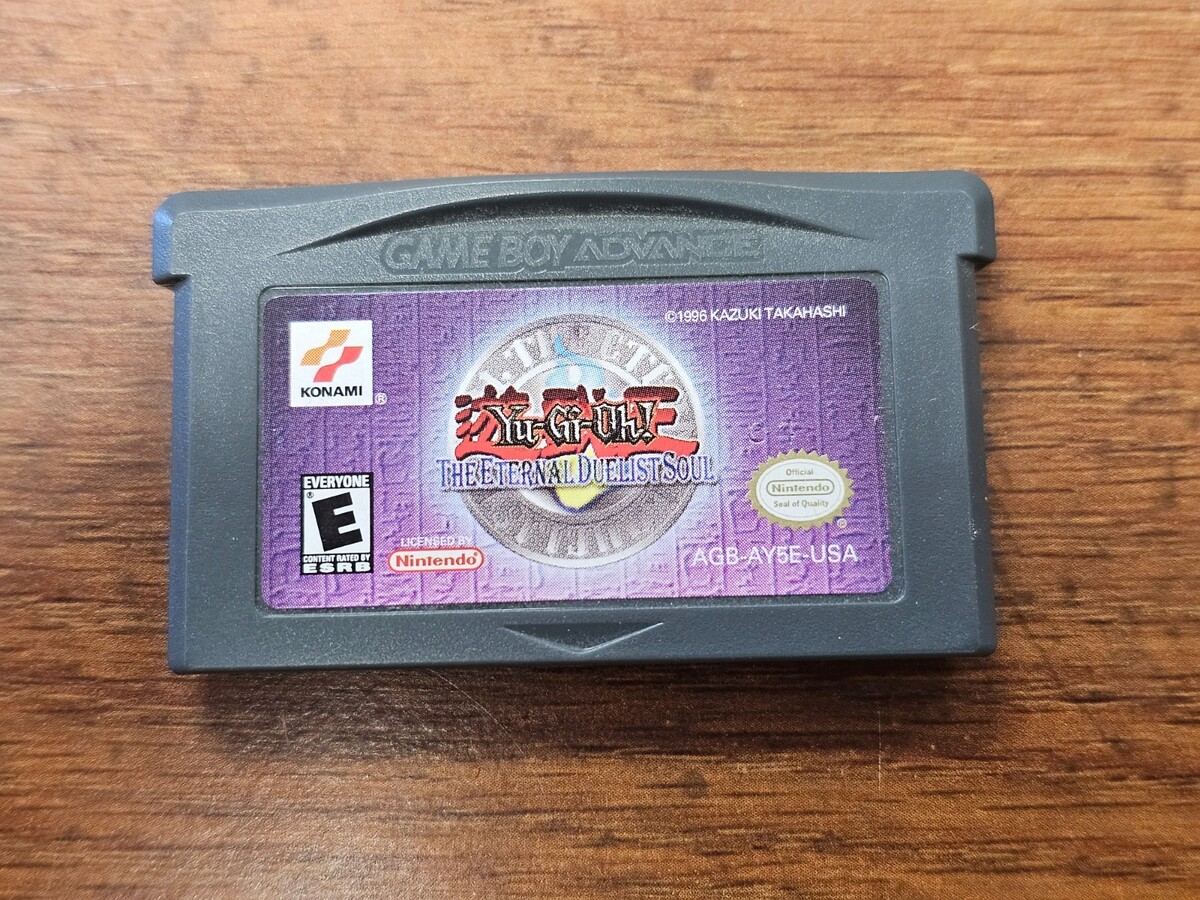 GAME BOY ADVANCE
©1996 KAZUKI TAKAHASHI
KONAMI
®
遊戯王
Yu-Gi-Oh!
THE ETERNAL DUELIST SOUL
EVERYONE
®
E
CONTENT RATED BY
ESRB
LICENSED BY
Nintendo®
Official
Nintendo
Seal of Quality
®
AGB-AY5E-USA